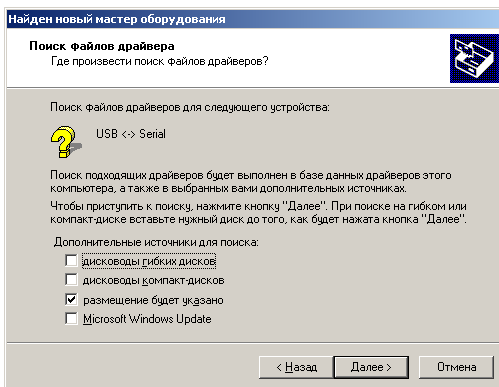 Найден новый мастер оборудования
Поиск файлов драйвера
Где произвести поиск файлов драйверов?
Поиск файлов драйверов для следующего устройства:
USB <-> Serial
Поиск подходящих драйверов будет выполнен в базе данных драйверов этого
компьютера, а также в выбранных вами дополнительных источниках.
Чтобы приступить к поиску, нажмите кнопку "Далее". При поиске на гибком или
компакт-диске вставьте нужный диск до того, как будет нажата кнопка "Далее".
Дополнительные источники для поиска:
дисководы гибких дисков
дисководы компакт-дисков
размещение будет указано
Microsoft Windows Update
< Назад
Далее >
Отмена